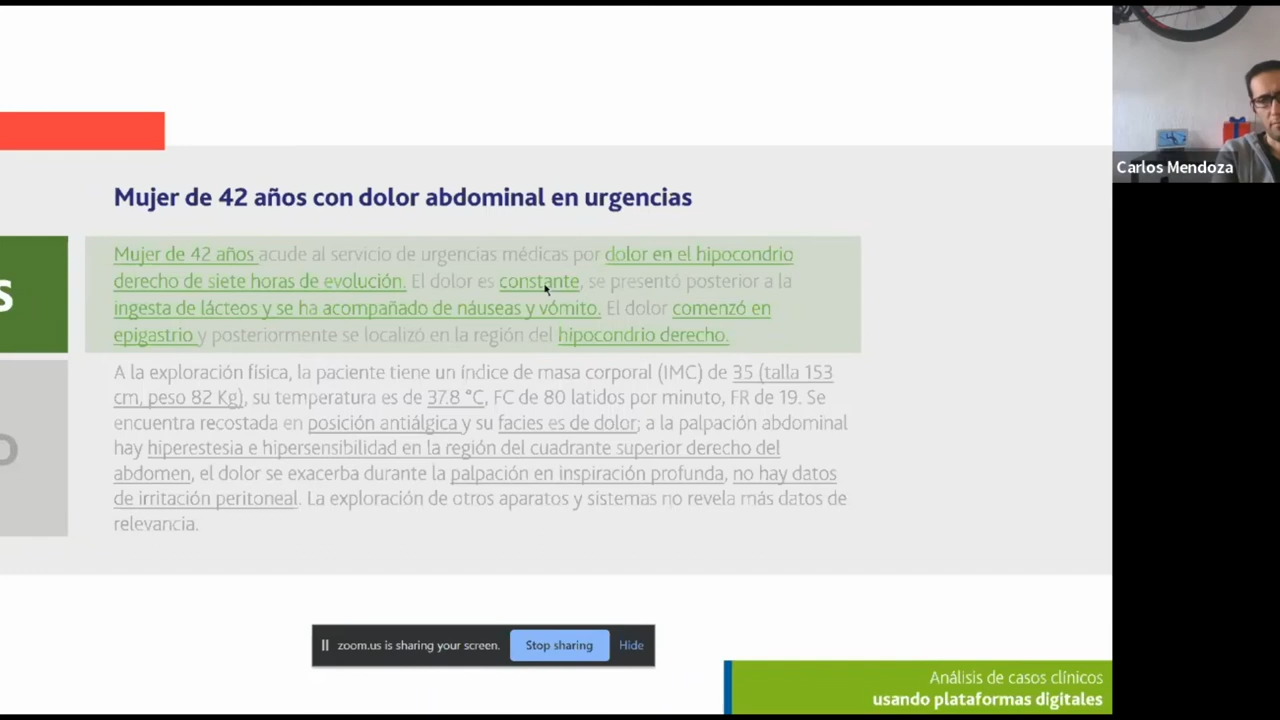 Carlos Mendoza
Mujer de 42 años con dolor abdominal en urgencias
S
Mujer de 42 años acude al servicio de urgencias médicas por dolor en el hipocondrio
derecho de siete horas de evolución. El dolor es constante, se presentó posterior a la
ingesta de lácteos y se ha acompañado de náuseas y vómito. El dolor comenzó en
epigastrio y posteriormente se localizó en la región del hipocondrio derecho.
A la exploración física, la paciente tiene un índice de masa corporal (IMC) de 35 (talla 153
cm, peso 82 Kg), su temperatura es de 37.8 °C, FC de 80 latidos por minuto, FR de 19. Se
encuentra recostada en posición antiálgica y su facies es de dolor; a la palpación abdominal
hay hiperestesia e hipersensibilidad en la región del cuadrante superior derecho del
abdomen, el dolor se exacerba durante la palpación en inspiración profunda, no hay datos
de irritación peritoneal. La exploración de otros aparatos y sistemas no revela más datos de
relevancia.
zoom.us is sharing your screen. Stop sharing Hide
Análisis de casos clínicos
usando plataformas digitales